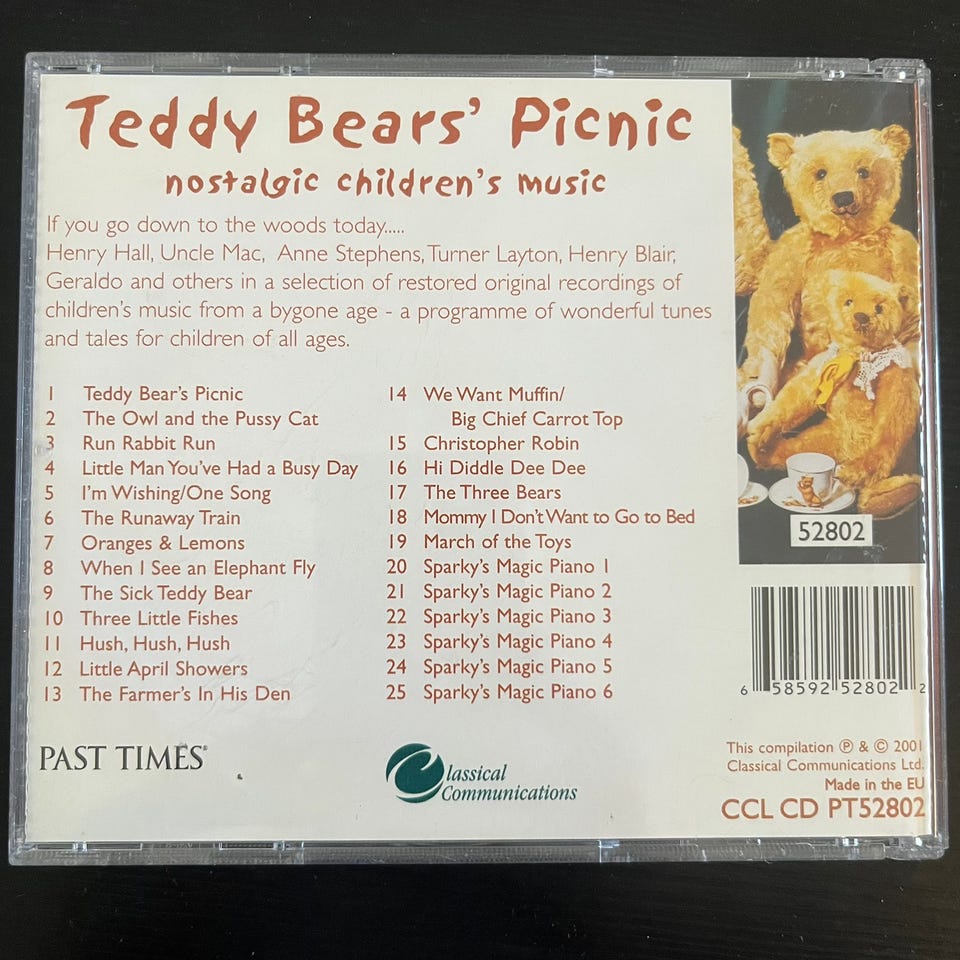 Teddy Bears' Picnic
nostalgic children's music
If you go down to the woods today.....
Henry Hall, Uncle Mac, Anne Stephens, Turner Layton, Henry Blair,
Geraldo and others in a selection of restored original recordings of
children's music from a bygone age - a programme of wonderful tunes
and tales for children of all ages.
1 Teddy Bear's Picnic
2 The Owl and the Pussy Cat
3 Run Rabbit Run
4 Little Man You've Had a Busy Day
5 I'm Wishing/One Song
6 The Runaway Train
7 Oranges & Lemons
8 When I See an Elephant Fly
9 The Sick Teddy Bear
10 Three Little Fishes
11 Hush, Hush, Hush
12 Little April Showers
13 The Farmer's In His Den
14 We Want Muffin/
Big Chief Carrot Top
15 Christopher Robin
16 Hi Diddle Dee Dee
17 The Three Bears
18 Mommy I Don't Want to Go to Bed
19 March of the Toys
20 Sparky's Magic Piano 1
21 Sparky's Magic Piano 2
22 Sparky's Magic Piano 3
23 Sparky's Magic Piano 4
24 Sparky's Magic Piano 5
25 Sparky's Magic Piano 6
52802
6 58592 52802 2
PAST TIMES®
Classical
Communications
This compilation ℗ & © 2001
Classical Communications Ltd.
Made in the EU
CCL CD PT52802